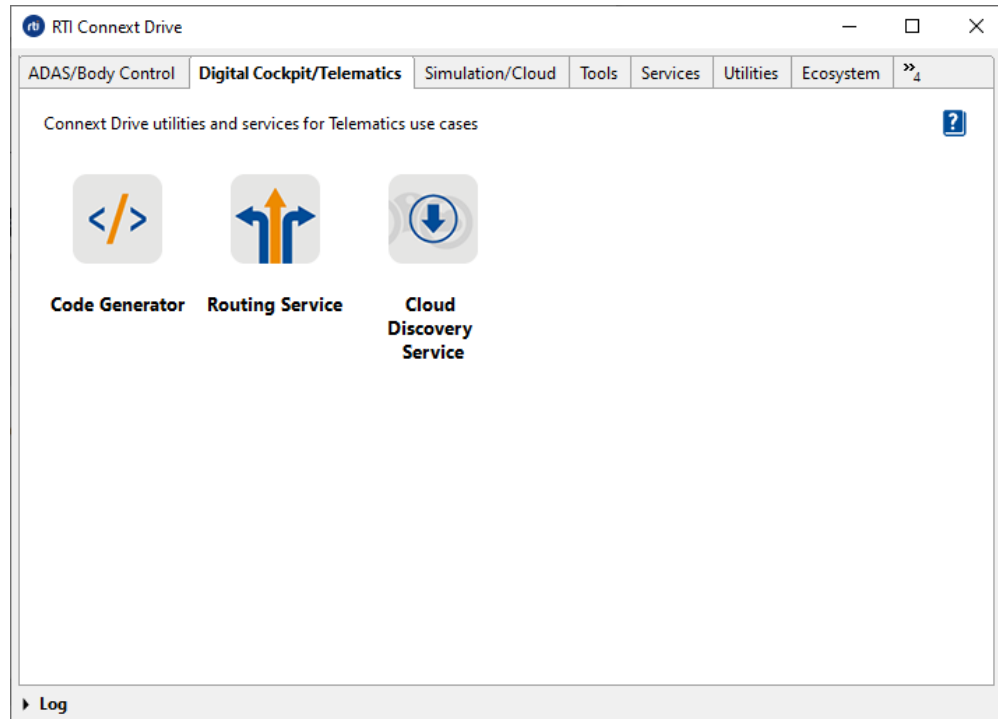 rti RTI Connext Drive
ADAS/Body Control Digital Cockpit/Telematics Simulation/Cloud Tools Services Utilities Ecosystem »4
Connext Drive utilities and services for Telematics use cases ?
</>
Code Generator Routing Service Cloud
Discovery
Service
Log